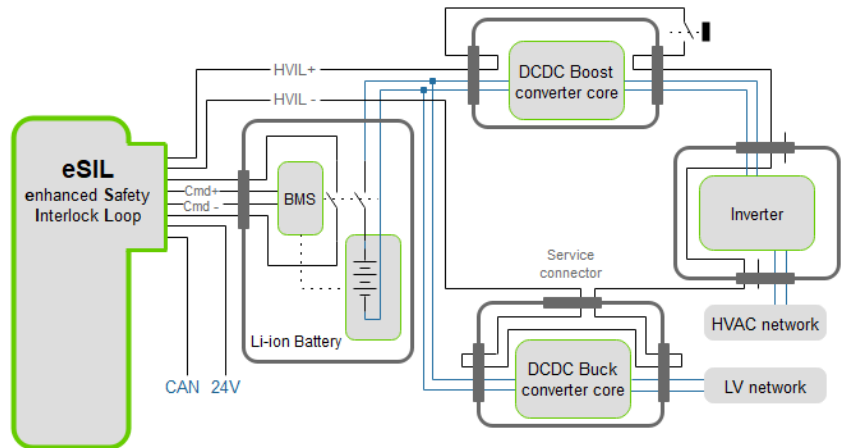 HVIL+
DCDC Boost
converter core
HVIL -
eSIL
enhanced Safety
Interlock Loop
Cmd+
Cmd -
BMS
Inverter
Service
connector
Li-ion Battery
HVAC network
DCDC Buck
converter core
CAN
24V
LV network